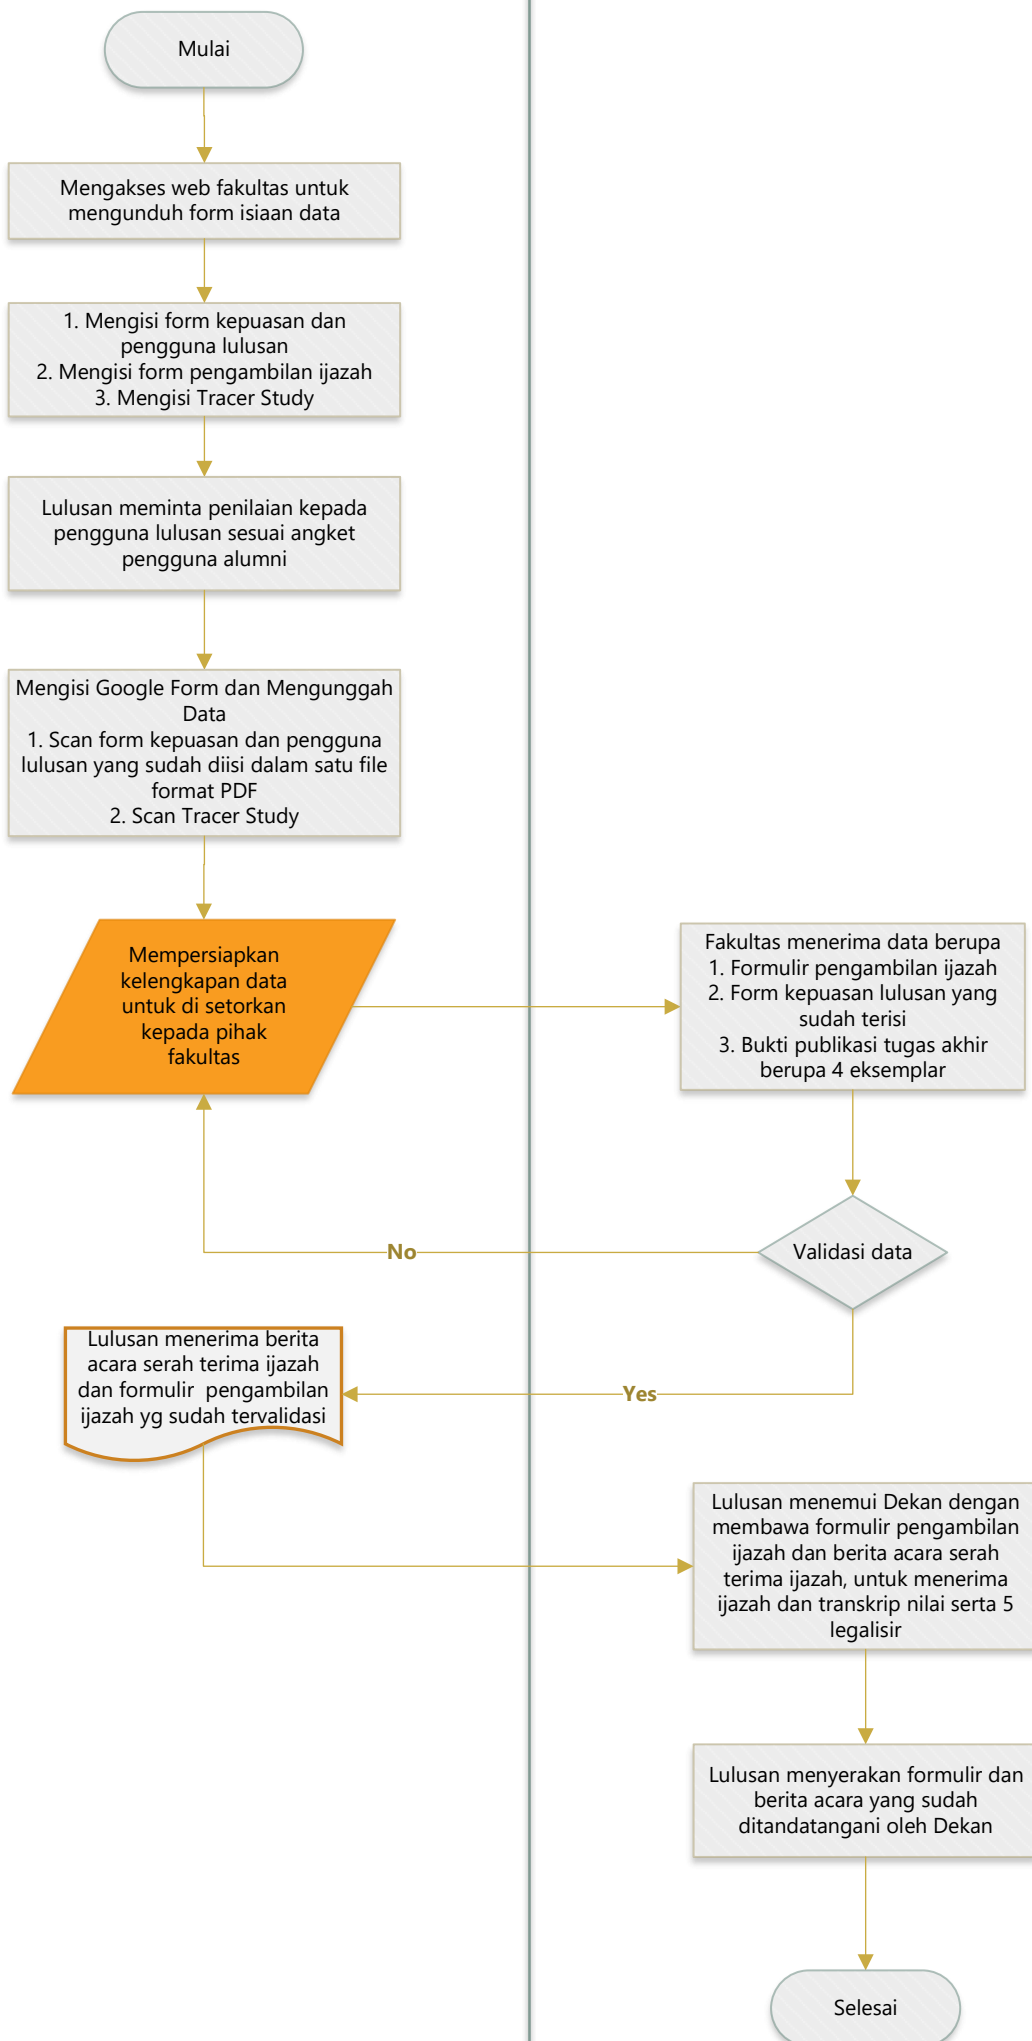 Mulai
Mengakses web fakultas untuk
mengunduh form isiaan data
1. Mengisi form kepuasan dan
pengguna lulusan
2. Mengisi form pengambilan ijazah
3. Mengisi Tracer Study
Lulusan meminta penilaian kepada
pengguna lulusan sesuai angket
pengguna alumni
Mengisi Google Form dan Mengunggah
Data
1. Scan form kepuasan dan pengguna
lulusan yang sudah diisi dalam satu file
format PDF
2. Scan Tracer Study
Mempersiapkan
kelengkapan data
untuk di setorkan
kepada pihak
fakultas
Fakultas menerima data berupa
1. Formulir pengambilan ijazah
2. Form kepuasan lulusan yang
sudah terisi
3. Bukti publikasi tugas akhir
berupa 4 eksemplar
Validasi data
No
Yes
Lulusan menerima berita
acara serah terima ijazah
dan formulir  pengambilan
ijazah yg sudah tervalidasi
Lulusan menemui Dekan dengan
membawa formulir pengambilan
ijazah dan berita acara serah
terima ijazah, untuk menerima
ijazah dan transkrip nilai serta 5
legalisir
Lulusan menyerakan formulir dan
berita acara yang sudah
ditandatangani oleh Dekan
Selesai